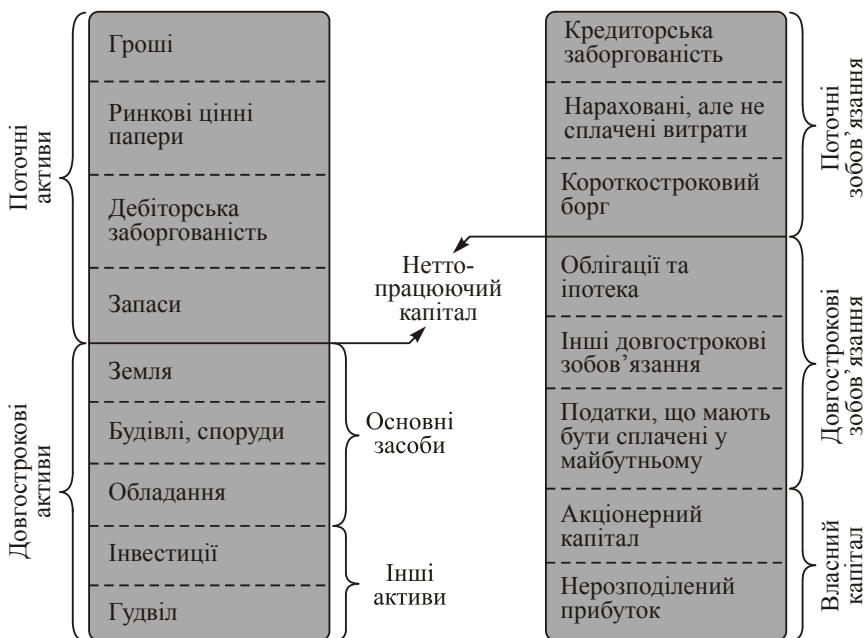 Поточні
активи
Гроші
Ринкові цінні
папери
Дебіторська
заборгованість
Запаси
Довгострокові
активи
Земля
Будівлі, споруди
Обладання
Інвестиції
Гудвіл
Основні
засоби
Інші
активи
Нетто-
працюючий
капітал
Кредиторська
заборгованість
Нараховані, але не
сплачені витрати
Короткостроковий
борг
Поточні
зобов’язання
Облігації та
іпотека
Інші довгострокові
зобов’язання
Податки, що мають
бути сплачені у
майбутньому
Довгострокові
зобов’язання
Акціонерний
капітал
Нерозподілений
прибуток
Власний
капітал